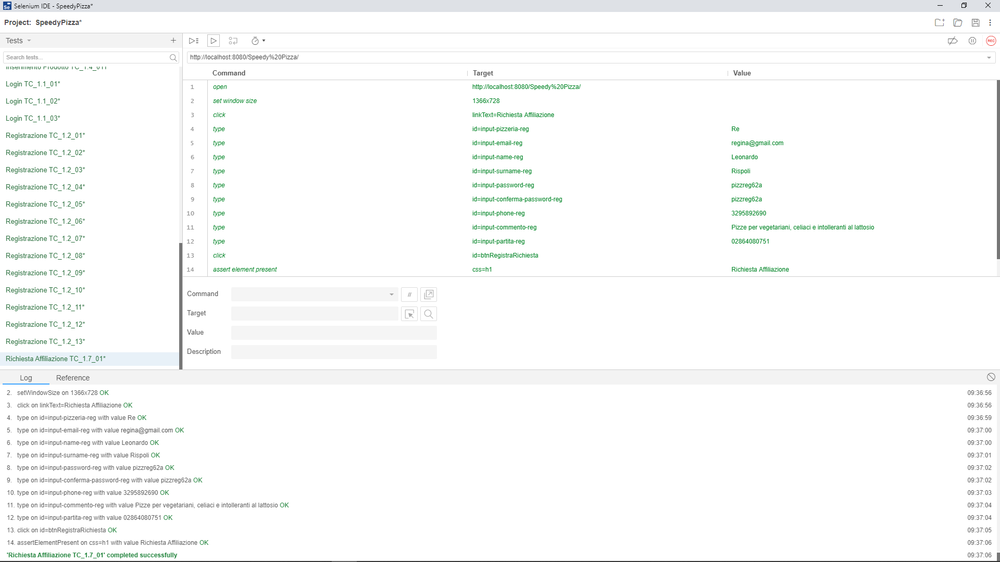 Selenium IDE - SpeedyPizza*
Project: SpeedyPizza*
Tests
Search tests...
http://localhost:8080/Speedy%20Pizza/
Inserimento Prodotto TC_1.4_011
Login TC_1.1_01*
Login TC_1.1_02*
Login TC_1.1_03*
Registrazione TC_1.2_01*
Registrazione TC_1.2_02*
Registrazione TC_1.2_03*
Registrazione TC_1.2_04*
Registrazione TC_1.2_05*
Registrazione TC_1.2_06*
Registrazione TC_1.2_07*
Registrazione TC_1.2_08*
Registrazione TC_1.2_09*
Registrazione TC_1.2_10*
Registrazione TC_1.2_11*
Registrazione TC_1.2_12*
Registrazione TC_1.2_13*
Richiesta Affiliazione TC_1.7_01*
REC
Command Target Value
1 open http://localhost:8080/Speedy%20Pizza/
2 set window size 1366x728
3 click linkText=Richiesta Affiliazione
4 type id=input-pizzeria-reg Re
5 type id=input-email-reg regina@gmail.com
6 type id=input-name-reg Leonardo
7 type id=input-surname-reg Rispoli
8 type id=input-password-reg pizzreg62a
9 type id=input-conferma-password-reg pizzreg62a
10 type id=input-phone-reg 3295892690
11 type id=input-commento-reg Pizze per vegetariani, celiaci e intolleranti al lattosio
12 type id=input-partita-reg 02864080751
13 click id=btnRegistraRichiesta
14 assert element present css=h1 Richiesta Affiliazione
Command //
Target
Value
Description
Log Reference
2. setWindowSize on 1366x728 OK 09:36:56
3. click on linkText=Richiesta Affiliazione OK 09:36:56
4. type on id=input-pizzeria-reg with value Re OK 09:36:59
5. type on id=input-email-reg with value regina@gmail.com OK 09:37:00
6. type on id=input-name-reg with value Leonardo OK 09:37:00
7. type on id=input-surname-reg with value Rispoli OK 09:37:01
8. type on id=input-password-reg with value pizzreg62a OK 09:37:02
9. type on id=input-conferma-password-reg with value pizzreg62a OK 09:37:02
10. type on id=input-phone-reg with value 3295892690 OK 09:37:03
11. type on id=input-commento-reg with value Pizze per vegetariani, celiaci e intolleranti al lattosio OK 09:37:04
12. type on id=input-partita-reg with value 02864080751 OK 09:37:04
13. click on id=btnRegistraRichiesta OK 09:37:05
14. assertElementPresent on css=h1 with value Richiesta Affiliazione OK 09:37:06
'Richiesta Affiliazione TC_1.7_01' completed successfully 09:37:06